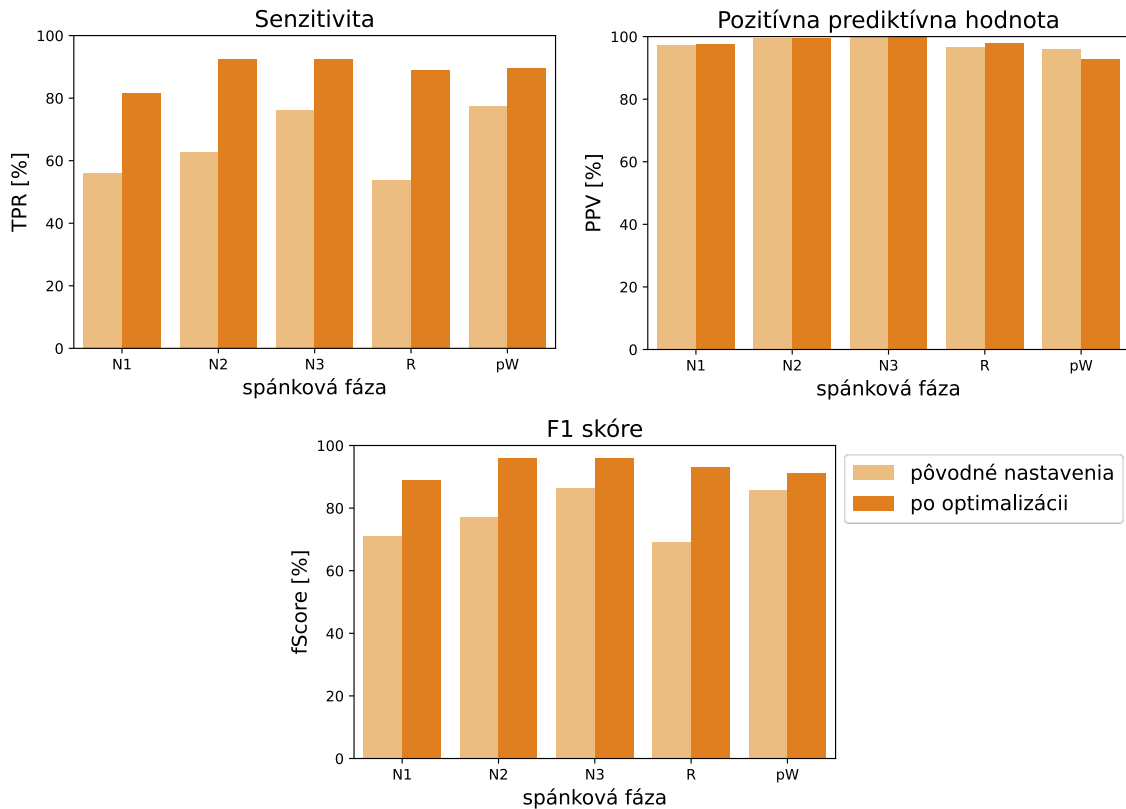 Senzitivita
100
80
60
40
20
0
TPR [%]
N1 N2 N3 R pW
spánková fáza
Pozitívna prediktívna hodnota
100
80
60
40
20
0
PPV [%]
N1 N2 N3 R pW
spánková fáza
F1 skóre
100
80
60
40
20
0
fScore [%]
N1 N2 N3 R pW
spánková fáza
pôvodné nastavenia
po optimalizácii